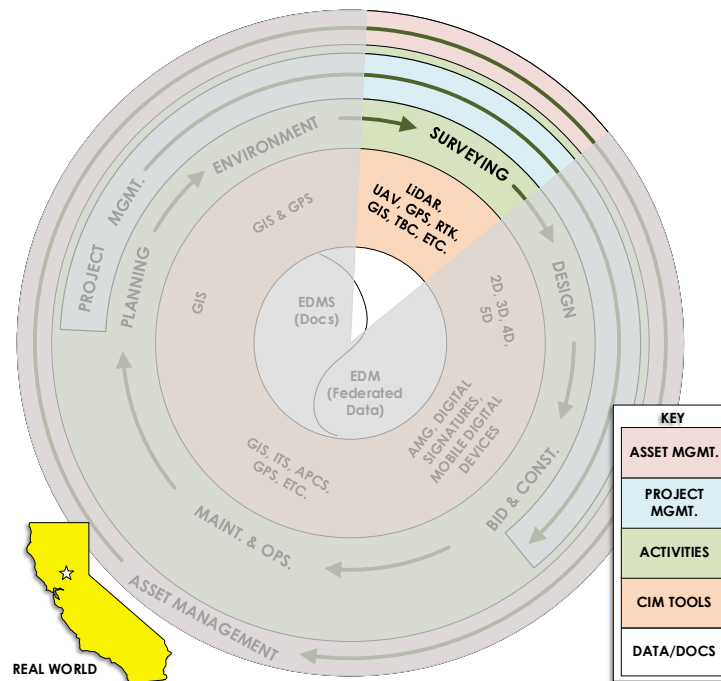 ENVIRONMENT
SURVEYING
PROJECT MGMT.
PLANNING
GIS & GPS
LiDAR,
UAV, GPS, RTK,
GIS, TBC, ETC.
DESIGN
GIS
EDMS
(Docs)
2D, 3D, 4D,
5D
EDM
(Federated
Data)
AMG, DIGITAL
SIGNATURES,
MOBILE DIGITAL
DEVICES
GIS, ITS, APCS,
GPS, ETC.
BID & CONST.
MAINT. & OPS.
ASSET MANAGEMENT
REAL WORLD
KEY
ASSET MGMT.
PROJECT
MGMT.
ACTIVITIES
CIM TOOLS
DATA/DOCS